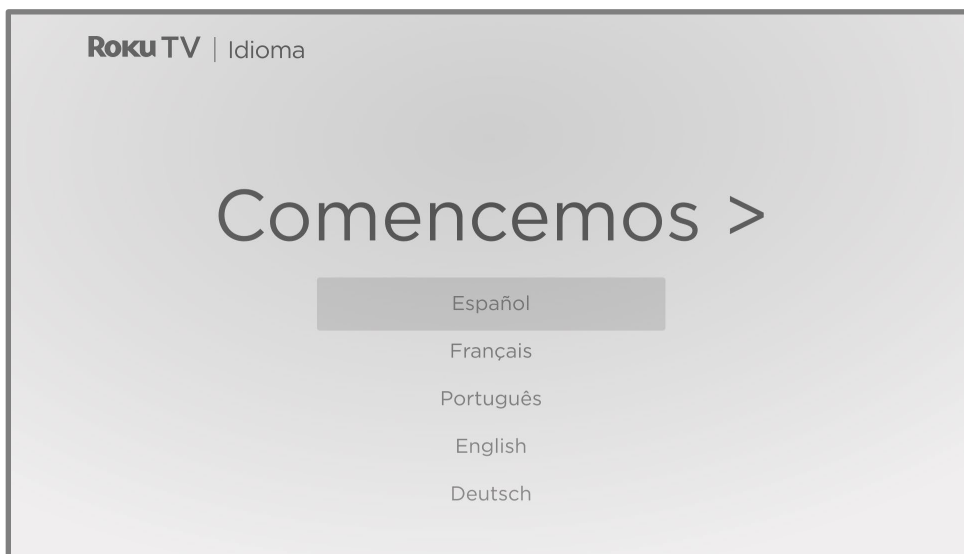 Roku TV | Idioma
Comencemos >
Español
Français
Português
English
Deutsch